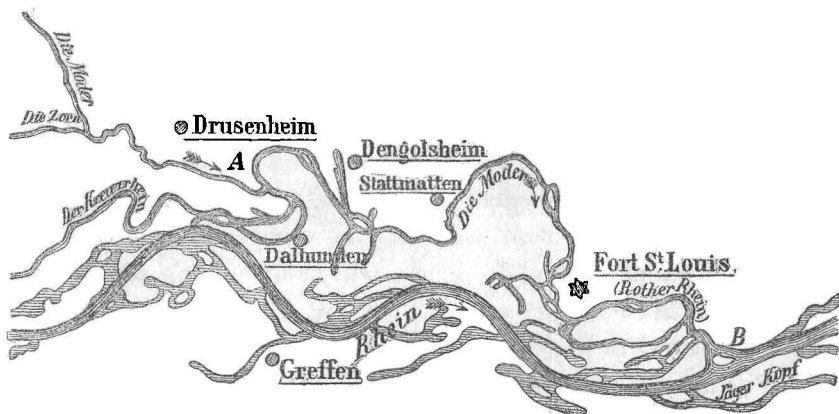 Die Moder
Die Zorn
Drusenheim
A
Dengolsheim
Stattmatten
Die Moder
Der Kreuzrhein
Dalhunden
Fort St. Louis.
(Rother Rhein)
Rhein
B
Greffen
Jäger Kopf